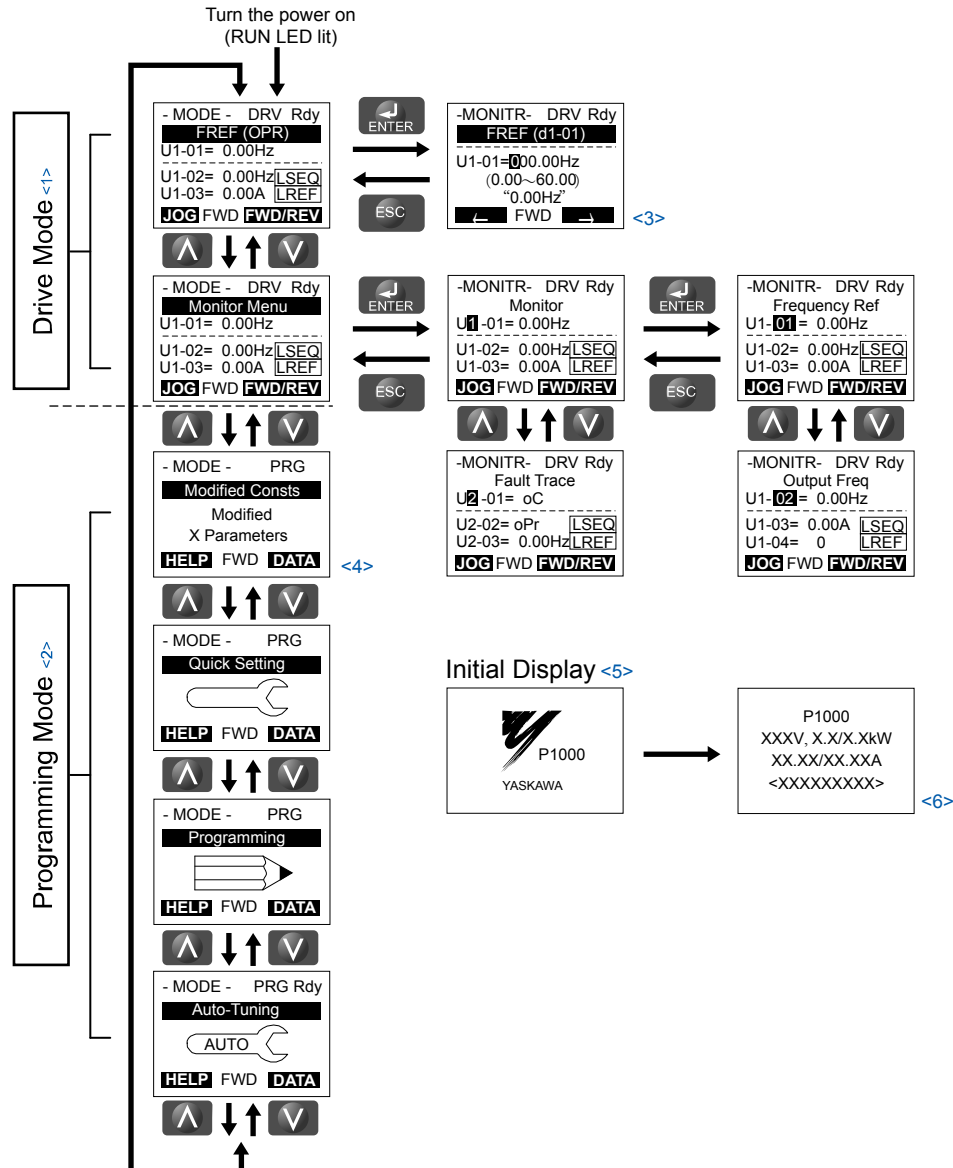 Turn the power on
(RUN LED lit)
Drive Mode <1>
- MODE -   DRV Rdy
FREF (OPR)
U1-01=  0.00Hz
U1-02=  0.00Hz LSEQ
U1-03=  0.00A LREF
JOG FWD FWD/REV
ENTER
ESC
-MONITR-  DRV Rdy
FREF (d1-01)
U1-01=000.00Hz
(0.00~60.00)
“0.00Hz”
← FWD →
<3>
Λ V
- MODE -  DRV Rdy
Monitor Menu
U1-01=  0.00Hz
U1-02=  0.00Hz LSEQ
U1-03=  0.00A LREF
JOG FWD FWD/REV
ENTER
ESC
-MONITR-  DRV Rdy
Monitor
U1 -01= 0.00Hz
U1-02=  0.00Hz LSEQ
U1-03=  0.00A LREF
JOG FWD FWD/REV
ENTER
ESC
-MONITR-  DRV Rdy
Frequency Ref
U1- 01 =  0.00Hz
U1-02=  0.00Hz LSEQ
U1-03=  0.00A LREF
JOG FWD FWD/REV
Λ V
Λ V
Λ V
Programming Mode <2>
- MODE -   PRG
Modified Consts
Modified
X Parameters
HELP FWD DATA
<4>
-MONITR-  DRV Rdy
Fault Trace
U2 -01=  oC
U2-02= oPr LSEQ
U2-03=  0.00Hz LREF
JOG FWD FWD/REV
-MONITR-  DRV Rdy
Output Freq
U1- 02 =  0.00Hz
U1-03=  0.00A LSEQ
U1-04=   0 LREF
JOG FWD FWD/REV
Λ V
- MODE -   PRG
Quick Setting
HELP FWD DATA
Λ V
Initial Display <5>
P1000
YASKAWA
P1000
XXXV, X.X/X.XkW
XX.XX/XX.XXA
<XXXXXXXXX>
<6>
- MODE -   PRG
Programming
HELP FWD DATA
Λ V
- MODE -   PRG Rdy
Auto-Tuning
AUTO
HELP FWD DATA
Λ V